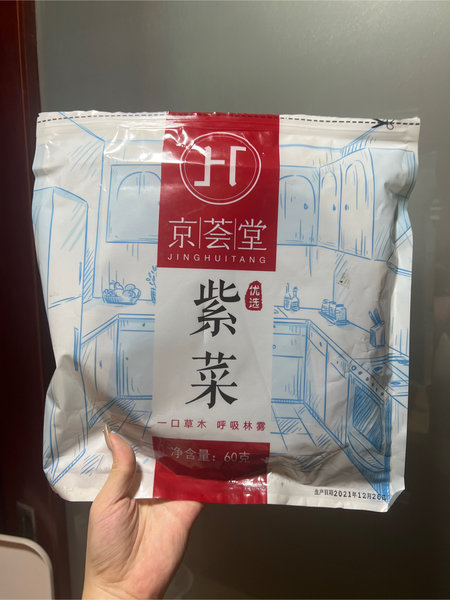 京荟堂
JINGHUITANG
优选
紫菜
一口草木 呼吸林雾
净含量：60克
生产日期2021年12月26日